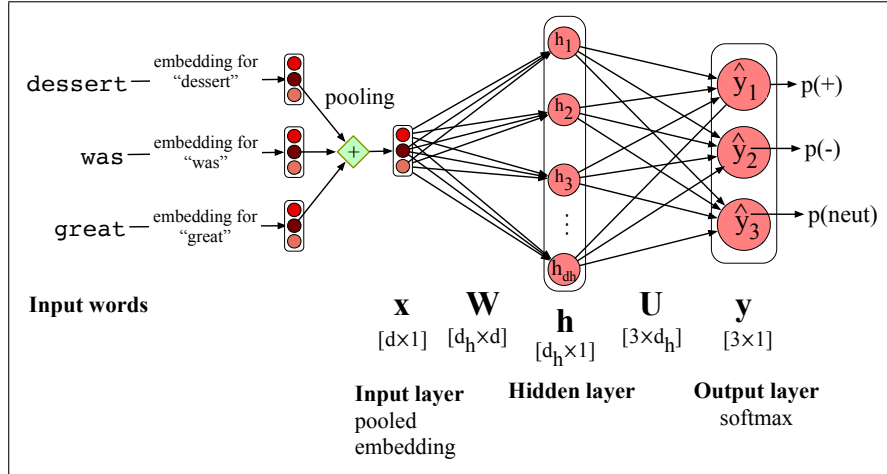 dessert
embedding for
“dessert”
pooling
was
embedding for
“was”
+
great
embedding for
“great”
h1
h2
h3
⋮
hdh
ŷ1
ŷ2
ŷ3
p(+)
p(-)
p(neut)
Input words
x
[d×1]
W
[dh×d]
h
[dh×1]
U
[3×dh]
y
[3×1]
Input layer
pooled
embedding
Hidden layer
Output layer
softmax